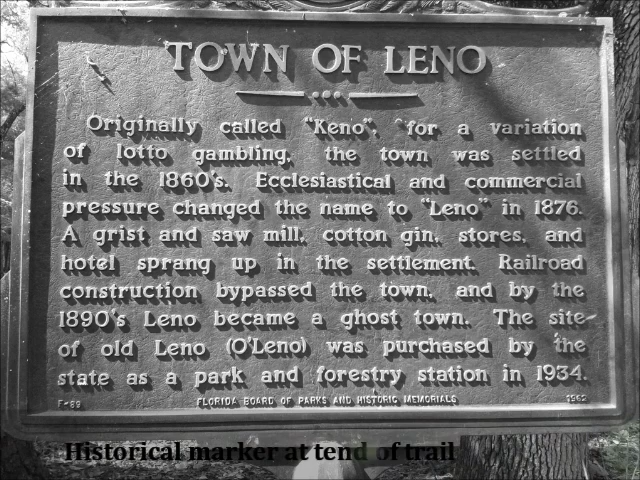 TOWN OF LENO
Originally called "Keno", for a variation
of lotto gambling, the town was settled
in the 1860's. Ecclesiastical and commercial
pressure changed the name to "Leno" in 1876.
A grist and saw mill, cotton gin, stores, and
hotel sprang up in the settlement. Railroad
construction bypassed the town, and by the
1890's Leno became a ghost town. The site
of old Leno (O'Leno) was purchased by the
state as a park and forestry station in 1934.
F-89 FLORIDA BOARD OF PARKS AND HISTORIC MEMORIALS 1962
Historical marker at tend of trail